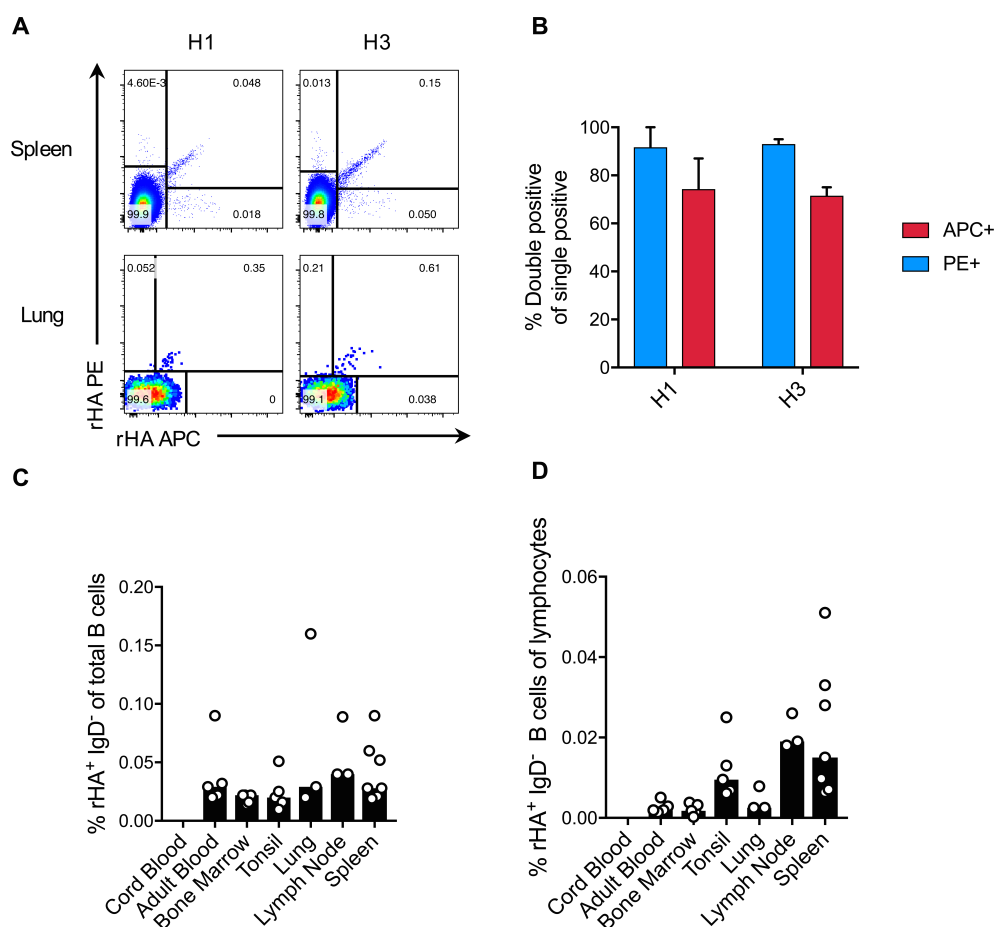 A
H1 H3
Spleen
4.60E-3 0.048
99.9 0.018
0.013 0.15
99.8 0.050
Lung
0.052 0.35
99.6 0
0.21 0.61
99.1 0.038
rHA PE
rHA APC
B
% Double positive
of single positive
100
80
60
40
20
0
H1 H3
APC+
PE+
C
% rHA+ IgD- of total B cells
0.20
0.15
0.10
0.05
0.00
Cord Blood
Adult Blood
Bone Marrow
Tonsil
Lung
Lymph Node
Spleen
D
% rHA+ IgD- B cells of lymphocytes
0.06
0.04
0.02
0.00
Cord Blood
Adult Blood
Bone Marrow
Tonsil
Lung
Lymph Node
Spleen